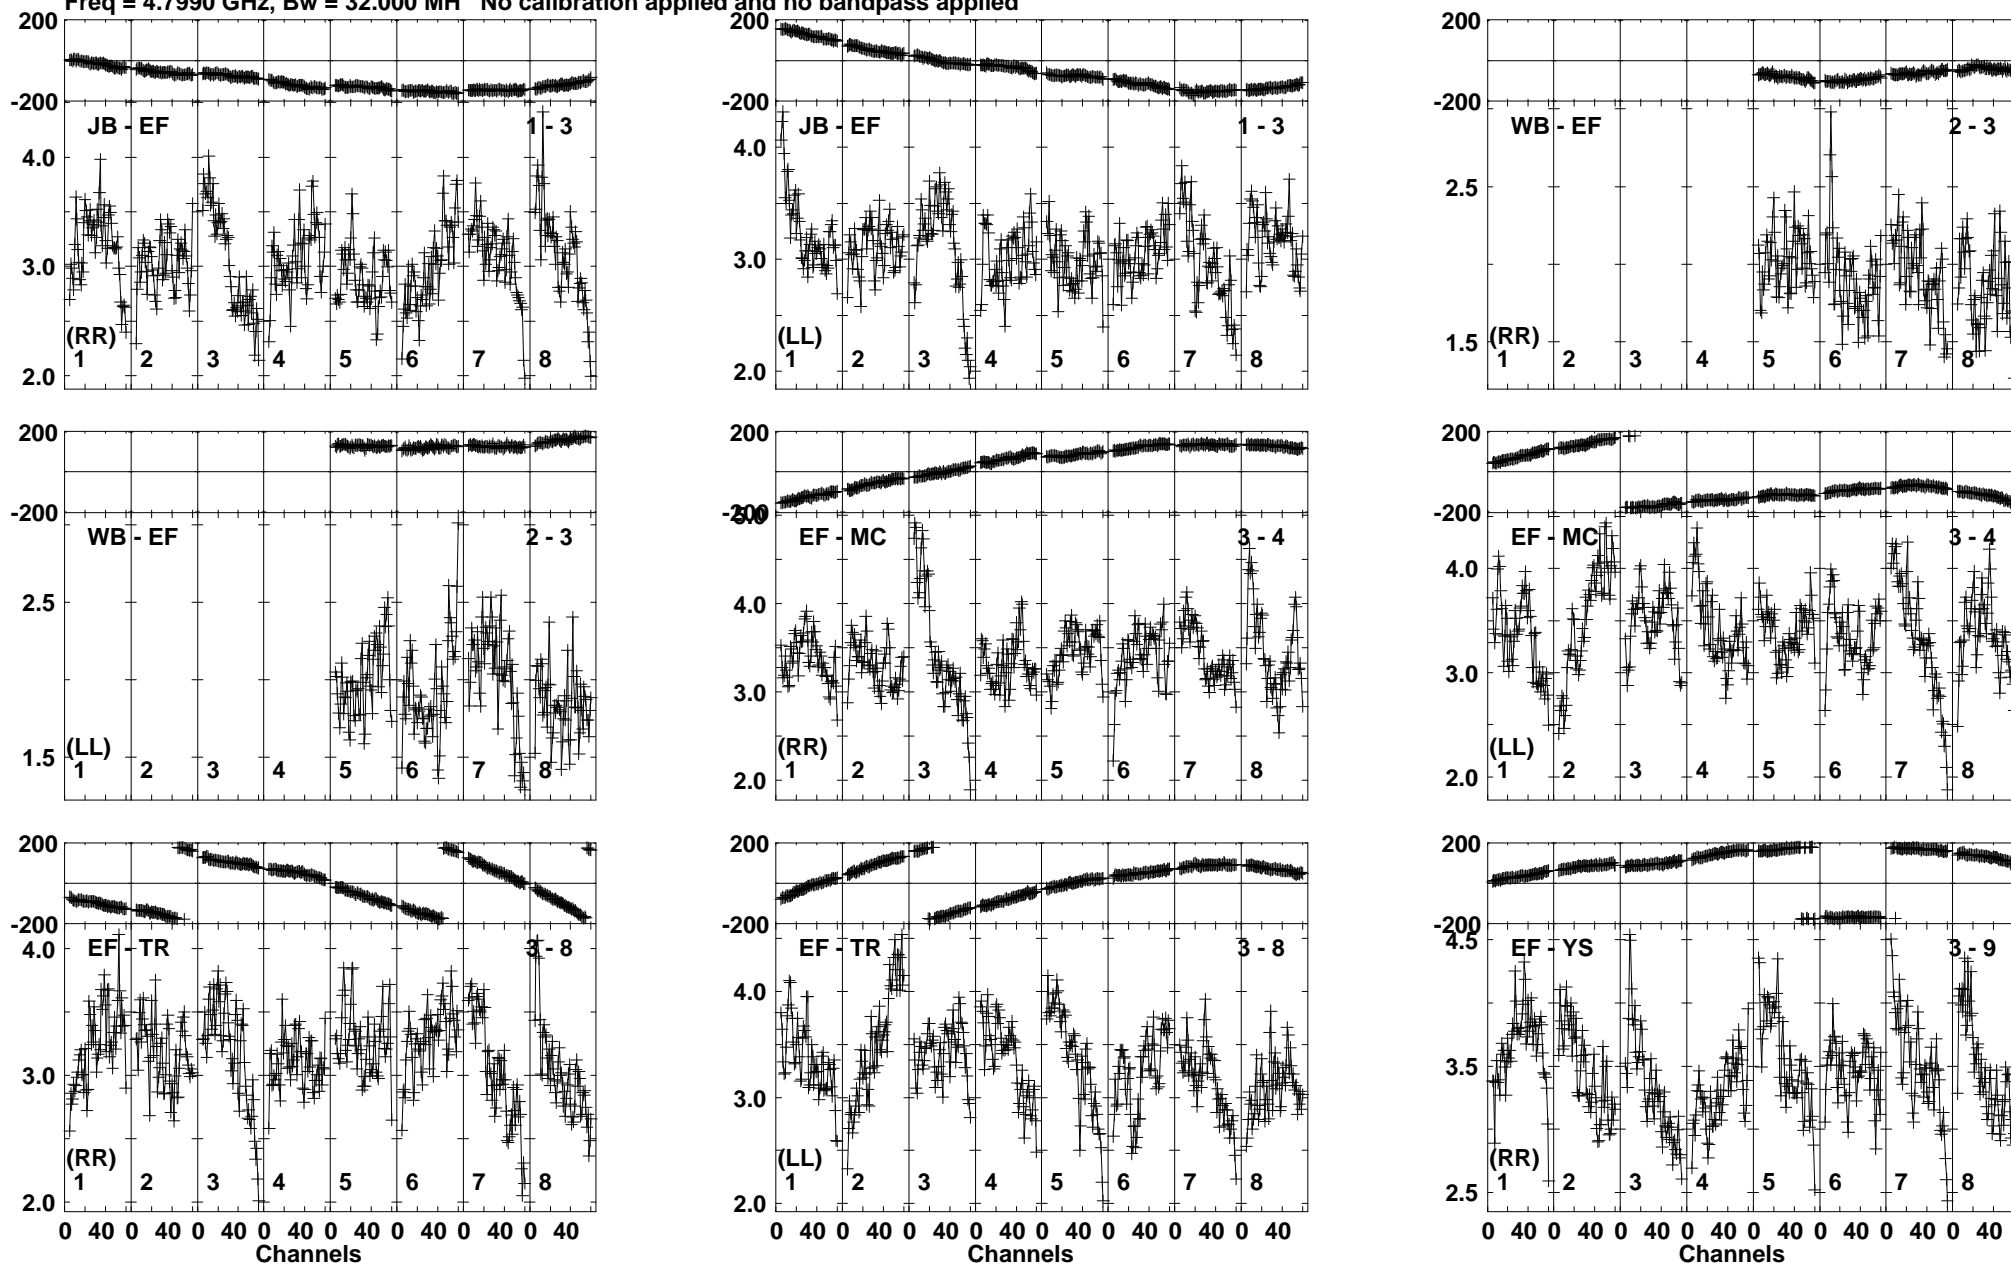 Freq = 4.7990 GHz, Bw = 32.000 MH No calibration applied and no bandpass applied
200 200 200
-200 -200 -200
JB - EF 1 - 3 JB - EF 1 - 3 WB - EF 2 - 3
4.0 4.0
2.5
3.0 3.0
(RR) (LL) 1.5 (RR)
1 2 3 4 5 6 7 8 1 2 3 4 5 6 7 8 1 2 3 4 5 6 7 8
2.0 2.0
200 200 200
-200 -200 -200
5.0
WB - EF 2 - 3 EF - MC 3 - 4 EF - MC 3 - 4
2.5 4.0 4.0
3.0 3.0
1.5 (LL) (RR) (LL)
1 2 3 4 5 6 7 8 1 2 3 4 5 6 7 8 1 2 3 4 5 6 7 8
2.0 2.0
200 200 200
-200 -200 -200
4.5
EF - TR 3 - 8 EF - TR 3 - 8 EF - YS 3 - 9
4.0 4.0
3.0 3.0 3.5
(RR) (LL) (RR)
1 2 3 4 5 6 7 8 1 2 3 4 5 6 7 8 1 2 3 4 5 6 7 8
2.0 2.0 2.5
0 40 0 40 0 40 0 40 0 40 0 40 0 40 0 40 0 40 0 40 0 40 0 40 0 40 0 40 0 40 0 40 0 40 0 40 0 40 0 40 0 40 0 40 0 40 0 40
Channels Channels Channels